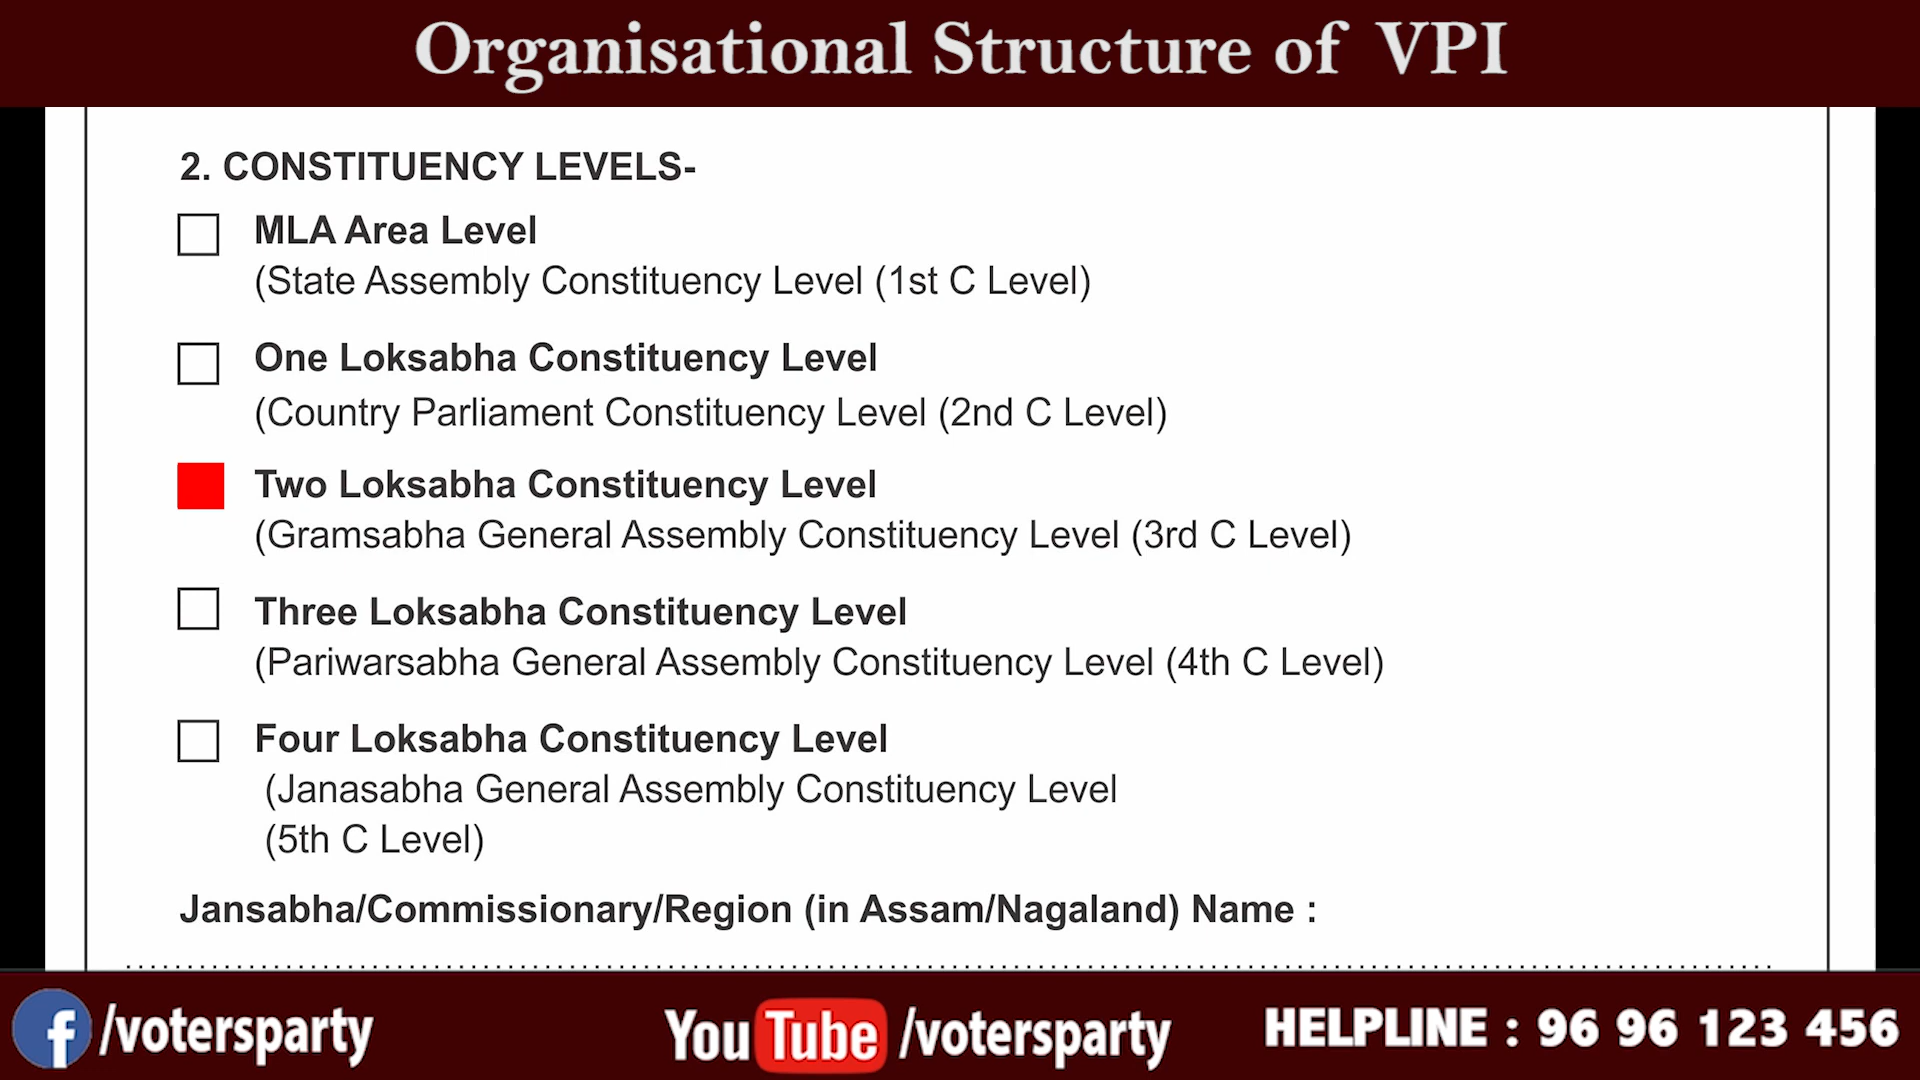 Organisational Structure of VPI
2. CONSTITUENCY LEVELS-
MLA Area Level
(State Assembly Constituency Level (1st C Level)
One Loksabha Constituency Level
(Country Parliament Constituency Level (2nd C Level)
Two Loksabha Constituency Level
(Gramsabha General Assembly Constituency Level (3rd C Level)
Three Loksabha Constituency Level
(Pariwarsabha General Assembly Constituency Level (4th C Level)
Four Loksabha Constituency Level
(Janasabha General Assembly Constituency Level
(5th C Level)
Jansabha/Commissionary/Region (in Assam/Nagaland) Name :
f /votersparty
YouTube /votersparty
HELPLINE : 96 96 123 456